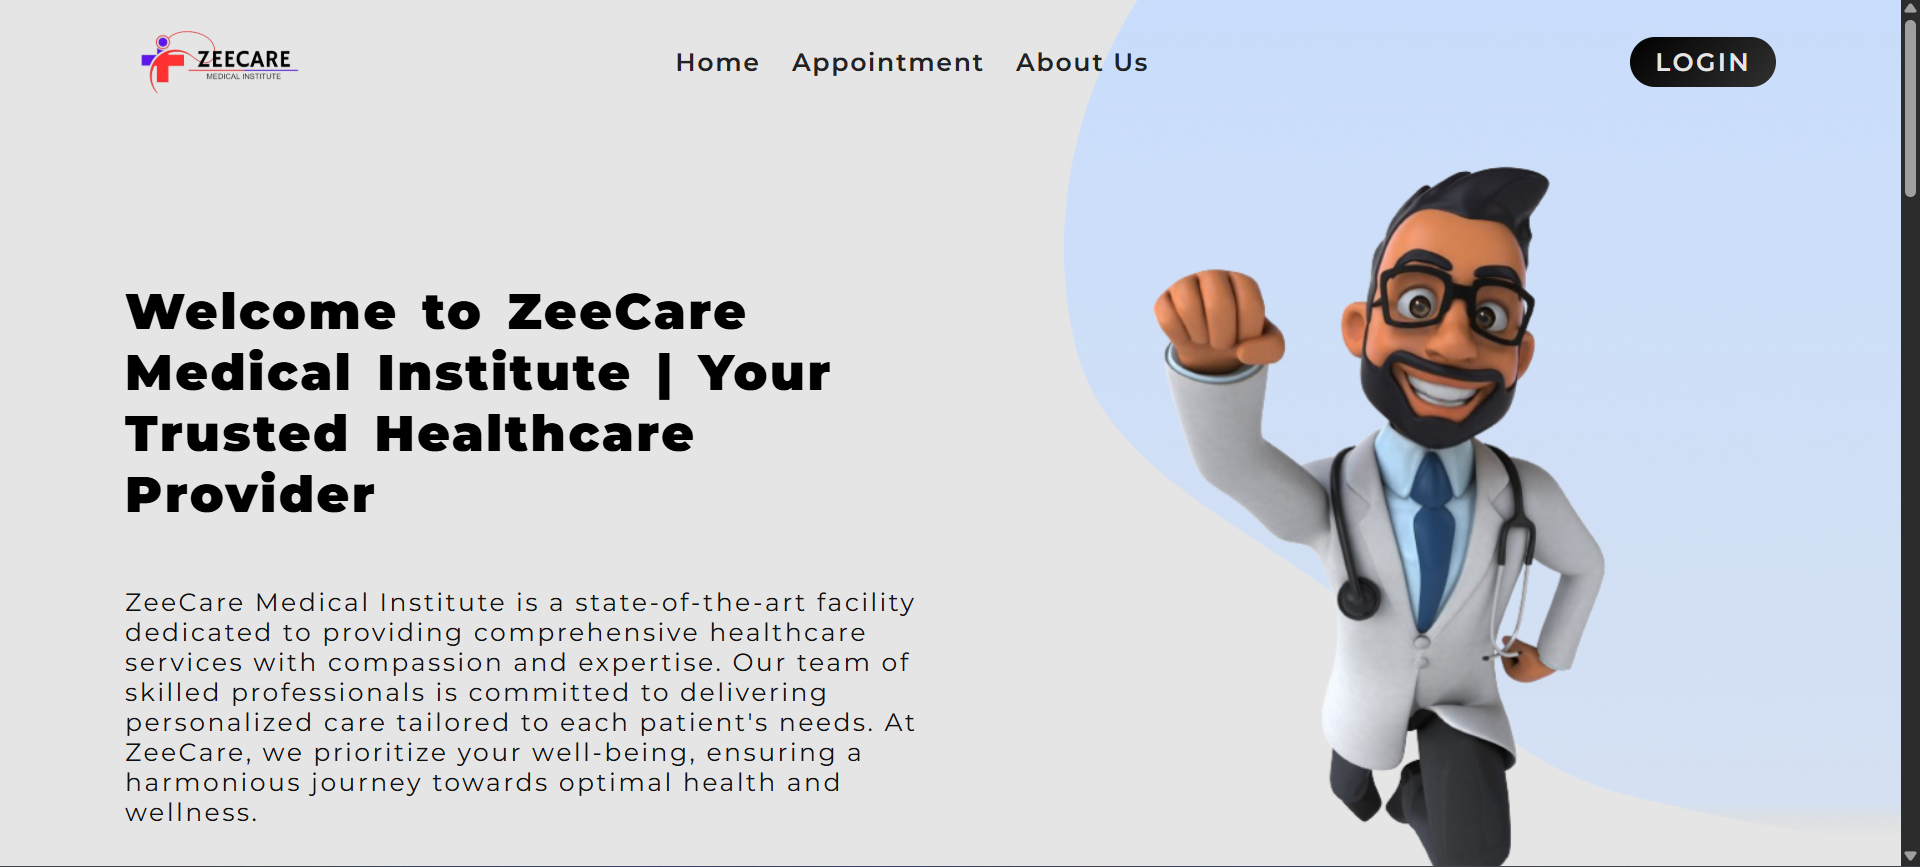 ZEECARE
MEDICAL INSTITUTE
Home Appointment About Us
LOGIN
Welcome to ZeeCare
Medical Institute | Your
Trusted Healthcare
Provider
ZeeCare Medical Institute is a state-of-the-art facility
dedicated to providing comprehensive healthcare
services with compassion and expertise. Our team of
skilled professionals is committed to delivering
personalized care tailored to each patient's needs. At
ZeeCare, we prioritize your well-being, ensuring a
harmonious journey towards optimal health and
wellness.